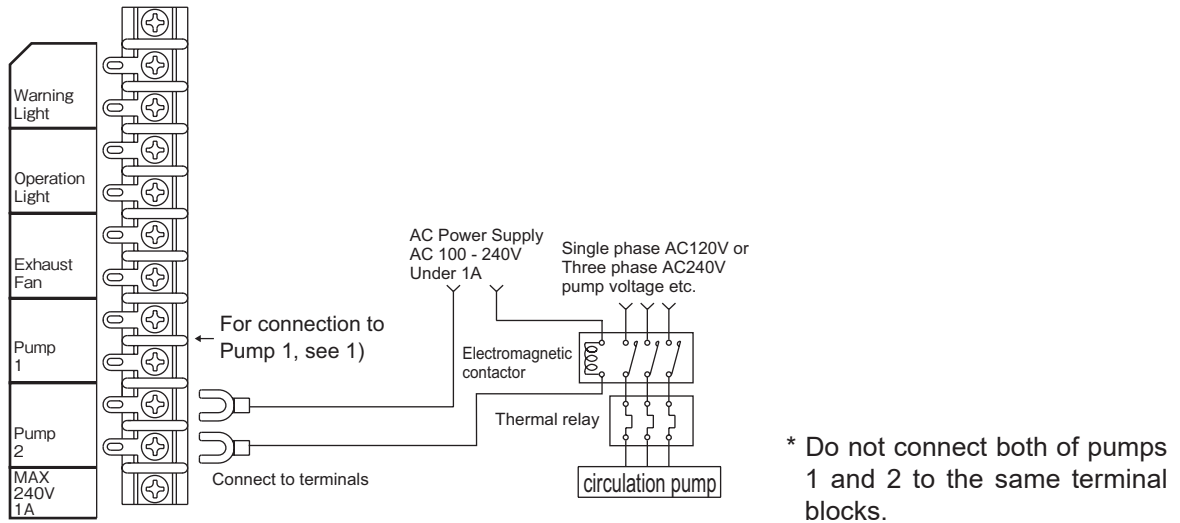 Warning
Light
Operation
Light
Exhaust
Fan
Pump
1
Pump
2
MAX
240V
1A
For connection to
Pump 1, see 1)
AC Power Supply
AC 100 - 240V
Under 1A
Single phase AC120V or
Three phase AC240V
pump voltage etc.
Electromagnetic
contactor
Thermal relay
Connect to terminals
circulation pump
* Do not connect both of pumps
1 and 2 to the same terminal
blocks.